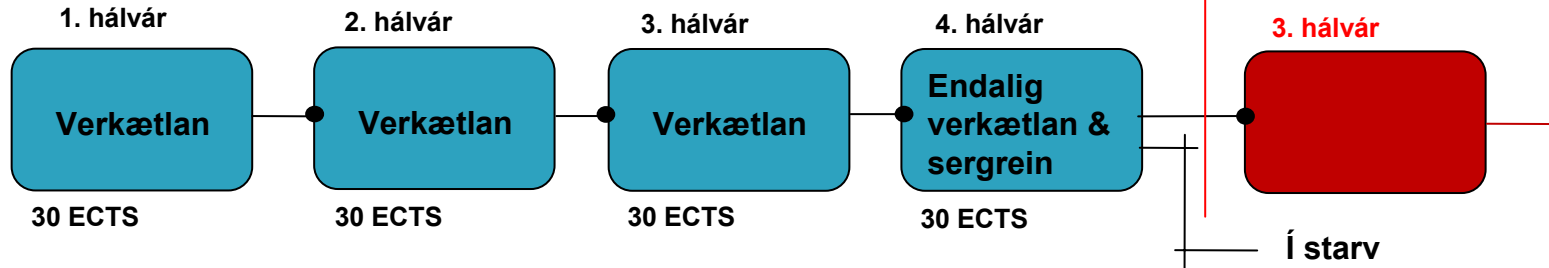 1. hálvár
2. hálvár
3. hálvár
4. hálvár
3. hálvár
Verkætlan
Verkætlan
Verkætlan
Endalig
verkætlan &
sergrein
30 ECTS
30 ECTS
30 ECTS
30 ECTS
Í starv